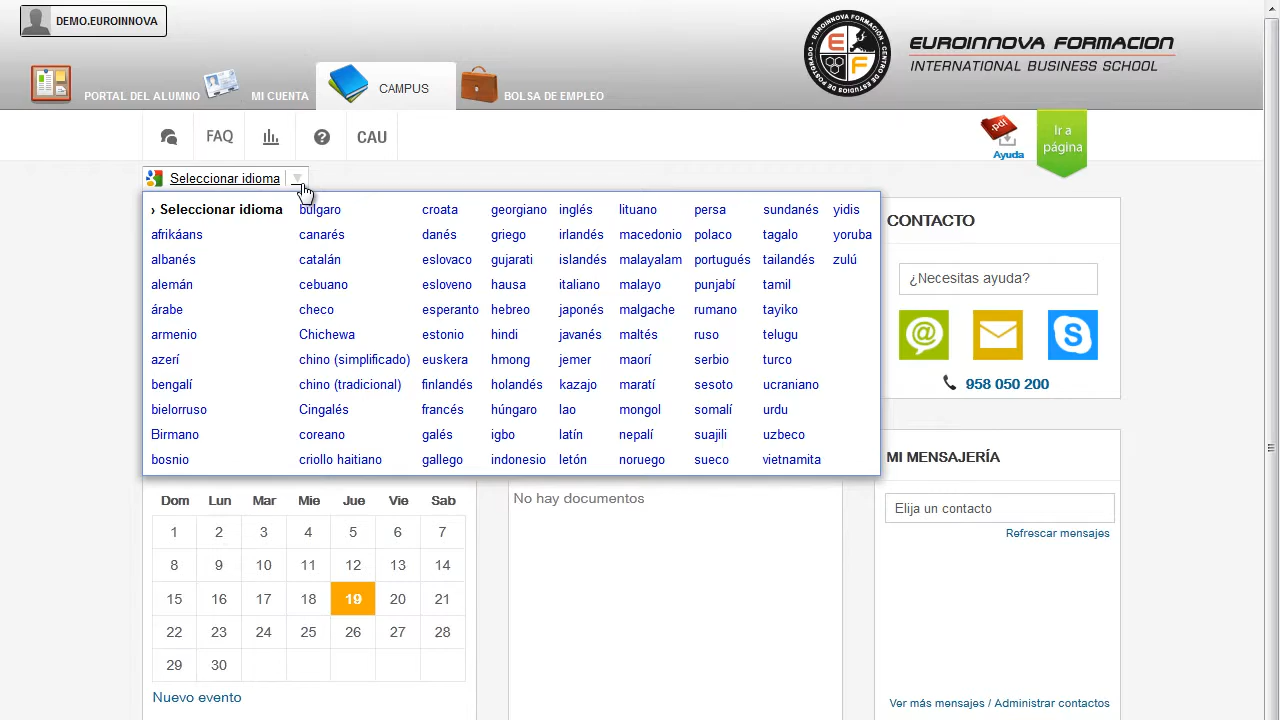 DEMO.EUROINNOVA
EUROINNOVA FORMACION
INTERNATIONAL BUSINESS SCHOOL
EUROINNOVA FORMACIÓN · CENTRO DE ESTUDIOS DE POSTGRADO
E
F
PORTAL DEL ALUMNO
MI CUENTA
CAMPUS
BOLSA DE EMPLEO
FAQ
?
CAU
.pdf
Ayuda
Ir a
página
Seleccionar idioma
› Seleccionar idioma búlgaro croata georgiano inglés lituano persa sundanés yidis
afrikáans canarés danés griego irlandés macedonio polaco tagalo yoruba
albanés catalán eslovaco gujarati islandés malayalam portugués tailandés zulú
alemán cebuano esloveno hausa italiano malayo punjabí tamil
árabe checo esperanto hebreo japonés malgache rumano tayiko
armenio Chichewa estonio hindi javanés maltés ruso telugu
azerí chino (simplificado) euskera hmong jemer maorí serbio turco
bengalí chino (tradicional) finlandés holandés kazajo maratí sesoto ucraniano
bielorruso Cingalés francés húngaro lao mongol somalí urdu
Birmano coreano galés igbo latín nepalí suajili uzbeco
bosnio criollo haitiano gallego indonesio letón noruego sueco vietnamita
CONTACTO
¿Necesitas ayuda?
958 050 200
Dom Lun Mar Mie Jue Vie Sab
1 2 3 4 5 6 7
8 9 10 11 12 13 14
15 16 17 18 19 20 21
22 23 24 25 26 27 28
29 30
Nuevo evento
No hay documentos
MI MENSAJERÍA
Elija un contacto
Refrescar mensajes
Ver más mensajes / Administrar contactos